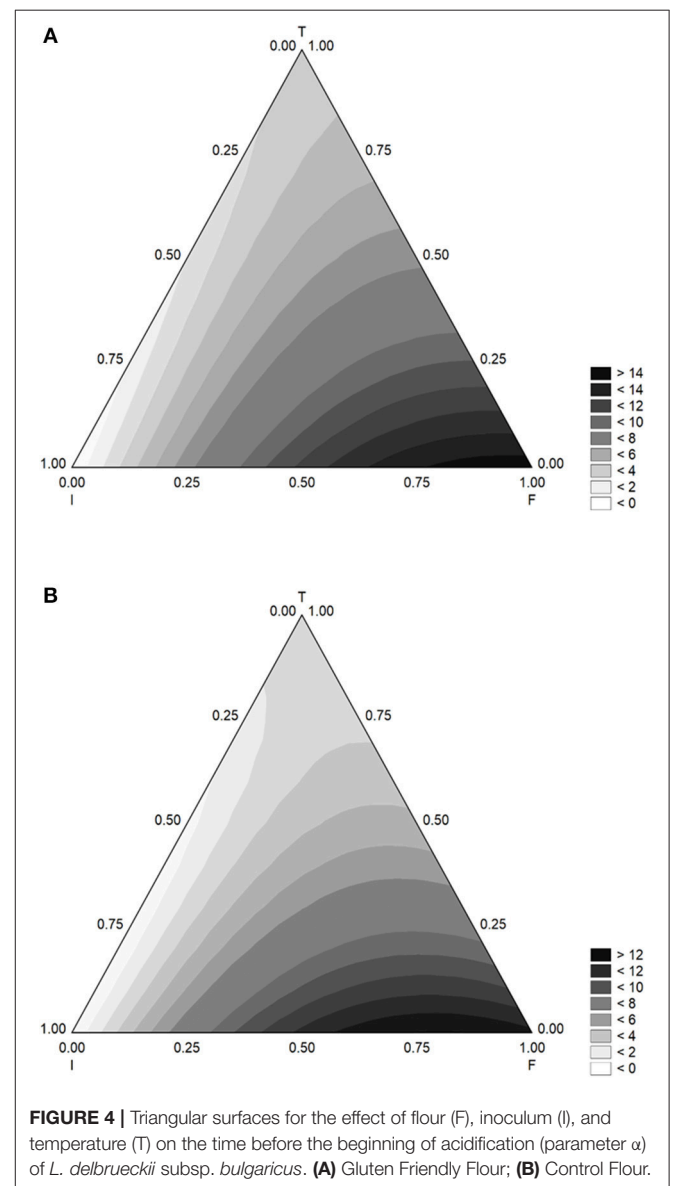 A
T
0.00 1.00
0.25 0.75
0.50 0.50
0.75 0.25
1.00 0.00
0.00 0.25 0.50 0.75 1.00
I F
> 14
< 14
< 12
< 10
< 8
< 6
< 4
< 2
< 0
B
T
0.00 1.00
0.25 0.75
0.50 0.50
0.75 0.25
1.00 0.00
0.00 0.25 0.50 0.75 1.00
I F
> 12
< 12
< 10
< 8
< 6
< 4
< 2
< 0
FIGURE 4 | Triangular surfaces for the effect of flour (F), inoculum (I), and
temperature (T) on the time before the beginning of acidification (parameter α)
of L. delbrueckii subsp. bulgaricus. (A) Gluten Friendly Flour; (B) Control Flour.